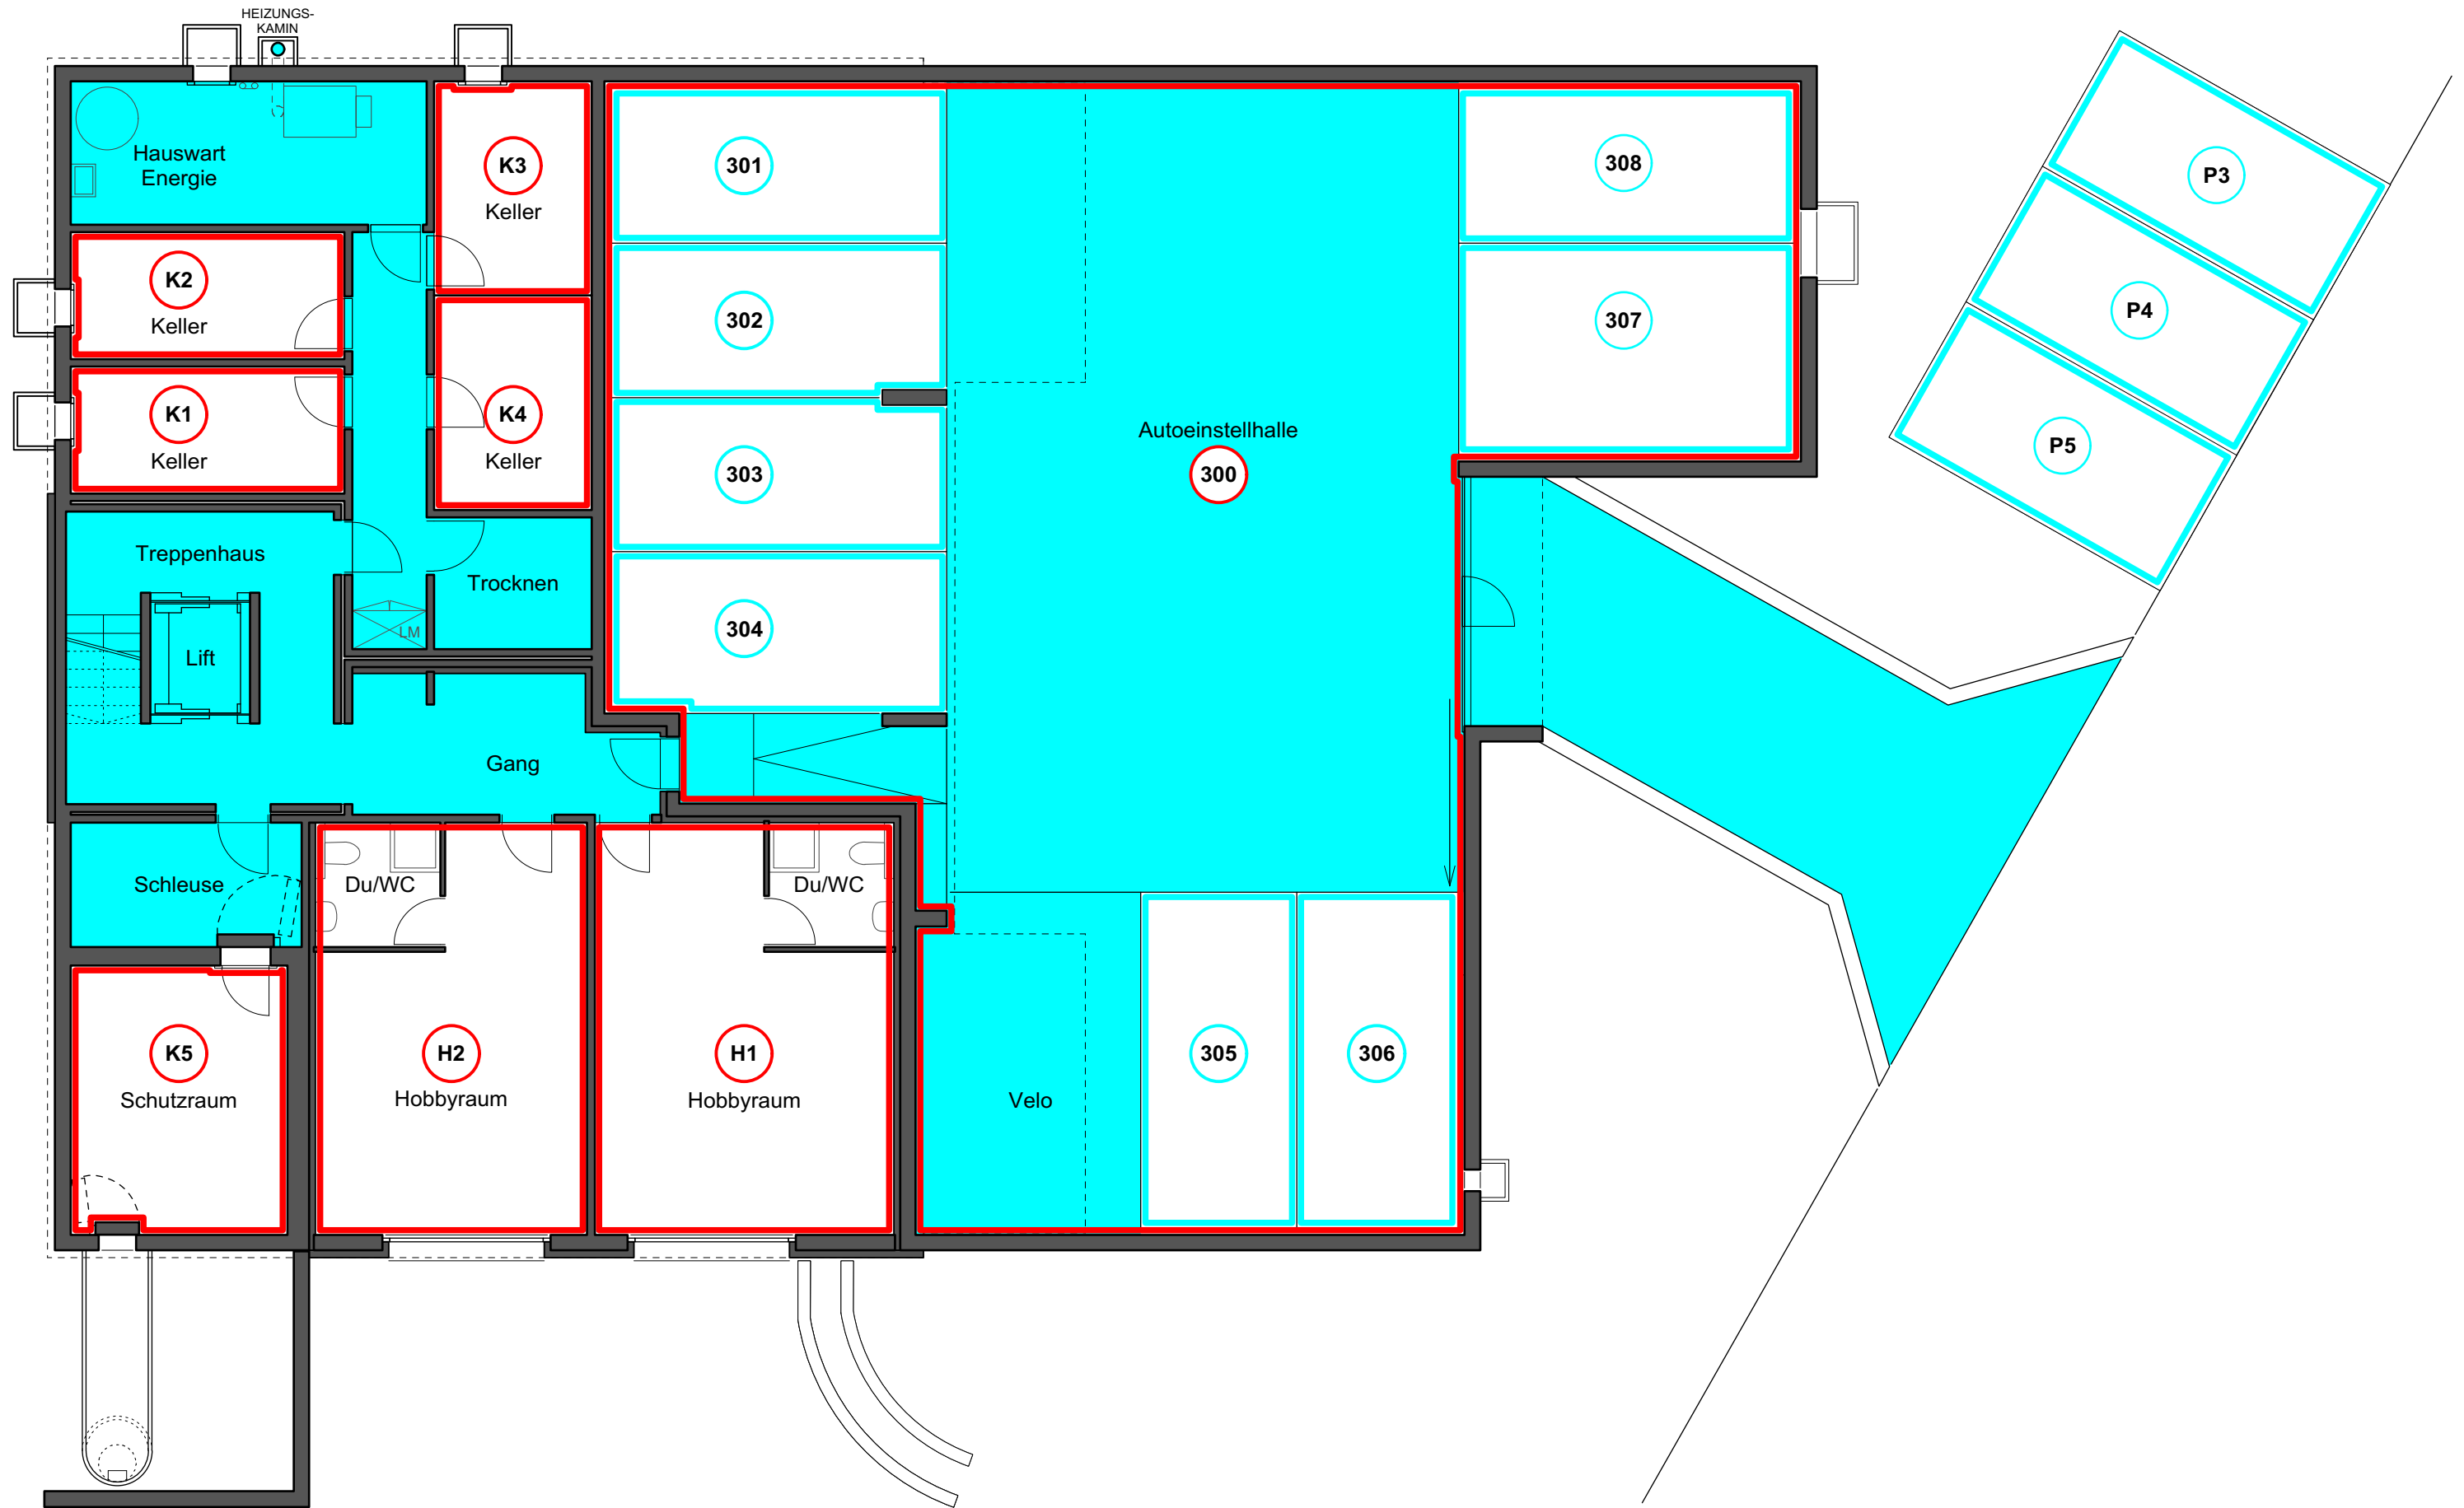 HEIZUNGS-
KAMIN
Hauswart
Energie
K3
Keller
301
308
P3
K2
Keller
302
307
P4
K1
Keller
K4
Keller
303
Autoeinstellhalle
300
P5
Treppenhaus
Trocknen
304
LM
Lift
Gang
Schleuse
Du/WC
Du/WC
K5
Schutzraum
H2
Hobbyraum
H1
Hobbyraum
Velo
305
306